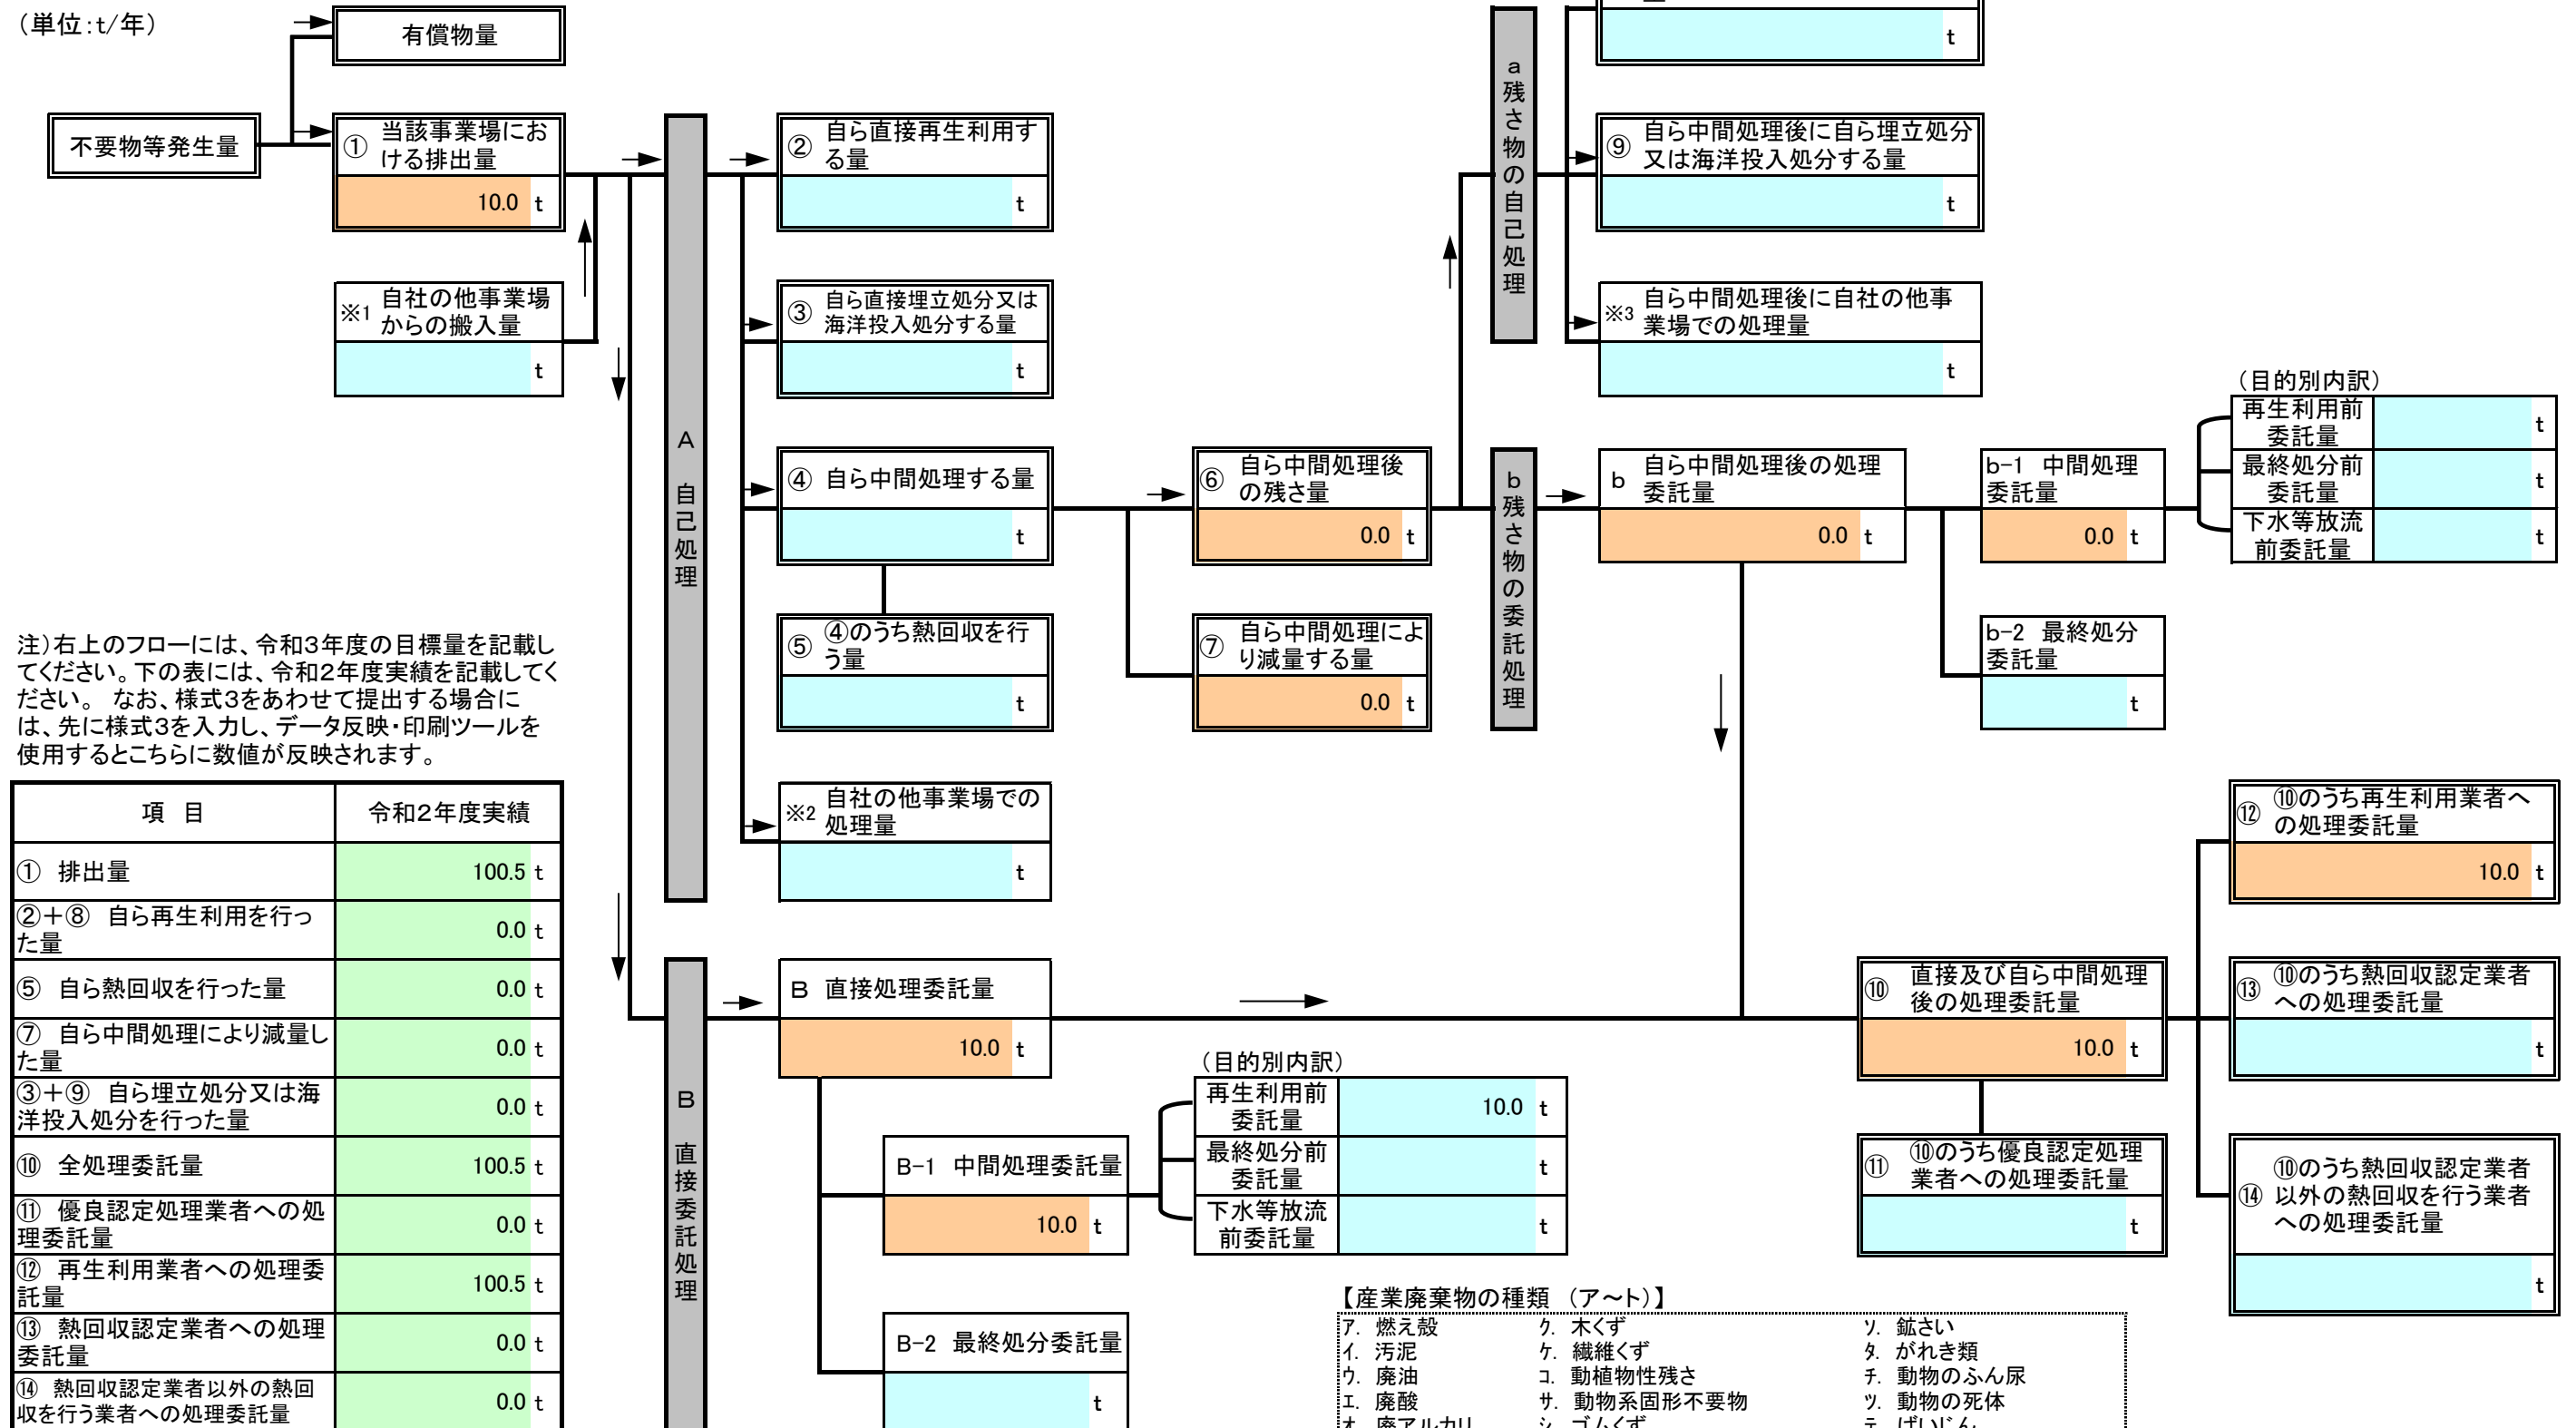 （単位：t/年）
有償物量
不要物等発生量
① 当該事業場にお
ける排出量
10.0 t
※1 自社の他事業場
からの搬入量
t
A 自己処理
② 自ら直接再生利用す
る量
t
③ 自ら直接埋立処分又は
海洋投入処分する量
t
④ 自ら中間処理する量
t
⑤ ④のうち熱回収を行
う量
t
※2 自社の他事業場での
処理量
t
⑥ 自ら中間処理後
の残さ量
0.0 t
⑦ 自ら中間処理によ
り減量する量
0.0 t
a残さ物の自己処理
t
⑨ 自ら中間処理後に自ら埋立処分
又は海洋投入処分する量
t
※3 自ら中間処理後に自社の他事
業場での処理量
t
b残さ物の委託処理
b 自ら中間処理後の処理
委託量
0.0 t
b-1 中間処理
委託量
0.0 t
（目的別内訳）
再生利用前
委託量
t
最終処分前
委託量
t
下水等放流
前委託量
t
b-2 最終処分
委託量
t
注）右上のフローには、令和3年度の目標量を記載し
てください。下の表には、令和2年度実績を記載してく
ださい。 なお、様式3をあわせて提出する場合に
は、先に様式3を入力し、データ反映・印刷ツールを
使用するとこちらに数値が反映されます。
項 目 令和2年度実績
① 排出量 100.5 t
②＋⑧ 自ら再生利用を行っ
た量
0.0 t
⑤ 自ら熱回収を行った量 0.0 t
⑦ 自ら中間処理により減量し
た量
0.0 t
③＋⑨ 自ら埋立処分又は海
洋投入処分を行った量
0.0 t
⑩ 全処理委託量 100.5 t
⑪ 優良認定処理業者への処
理委託量
0.0 t
⑫ 再生利用業者への処理委
託量
100.5 t
⑬ 熱回収認定業者への処理
委託量
0.0 t
⑭ 熱回収認定業者以外の熱回
収を行う業者への処理委託量
0.0 t
B 直接委託処理
B 直接処理委託量
10.0 t
B-1 中間処理委託量
10.0 t
（目的別内訳）
再生利用前
委託量
10.0 t
最終処分前
委託量
t
下水等放流
前委託量
t
B-2 最終処分委託量
t
⑩ 直接及び自ら中間処理
後の処理委託量
10.0 t
⑪ ⑩のうち優良認定処理
業者への処理委託量
t
⑫ ⑩のうち再生利用業者へ
の処理委託量
10.0 t
⑬ ⑩のうち熱回収認定業者
への処理委託量
t
⑭ ⑩のうち熱回収認定業者
以外の熱回収を行う業者
への処理委託量
t
【産業廃棄物の種類 （ア～ト）】
ｱ. 燃え殻 ｸ. 木くず ｿ. 鉱さい
ｲ. 汚泥 ｹ. 繊維くず ﾀ. がれき類
ｳ. 廃油 ｺ. 動植物性残さ ﾁ. 動物のふん尿
ｴ. 廃酸 ｻ. 動物系固形不要物 ﾂ. 動物の死体
ｵ. 廃アルカリ ｼ. ゴムくず ﾃ. ばいじん